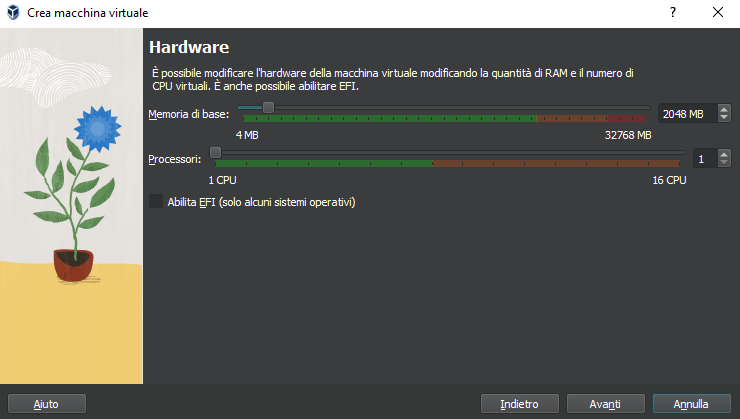 Crea macchina virtuale
Hardware
È possibile modificare l'hardware della macchina virtuale modificando la quantità di RAM e il numero di
CPU virtuali. È anche possibile abilitare EFI.
Memoria di base:
2048 MB
4 MB
32768 MB
Processori:
1
1 CPU
16 CPU
Abilita EFI (solo alcuni sistemi operativi)
Aiuto
Indietro
Avanti
Annulla